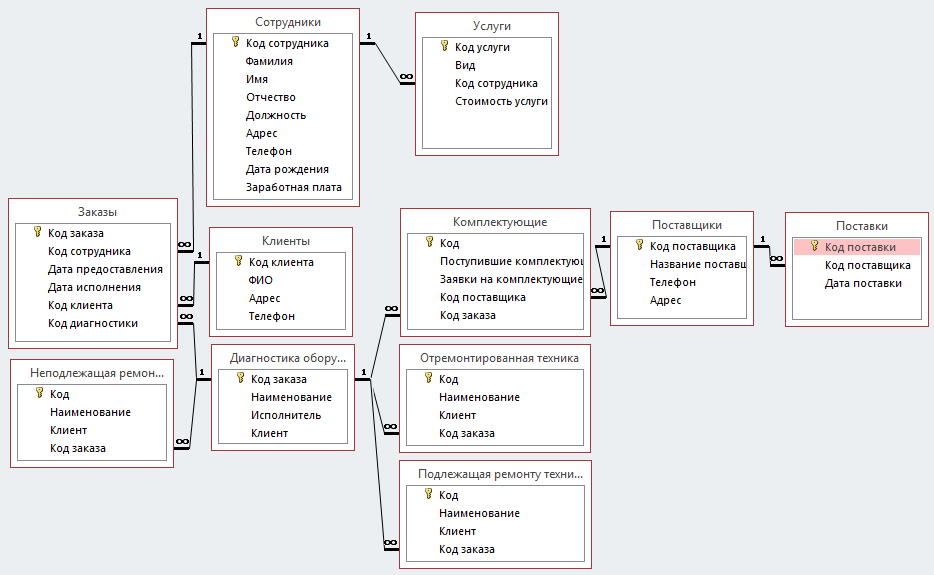 Сотрудники
Код сотрудника
Фамилия
Имя
Отчество
Должность
Адрес
Телефон
Дата рождения
Заработная плата
Услуги
Код услуги
Вид
Код сотрудника
Стоимость услуги
Заказы
Код заказа
Код сотрудника
Дата предоставления
Дата исполнения
Код клиента
Код диагностики
Клиенты
Код клиента
ФИО
Адрес
Телефон
Комплектующие
Код
Поступившие комплектующ
Заявки на комплектующие
Код поставщика
Код заказа
Поставщики
Код поставщика
Название поставщ
Телефон
Адрес
Поставки
Код поставки
Код поставщика
Дата поставки
Неподлежащая ремон...
Код
Наименование
Клиент
Код заказа
Диагностика обору...
Код заказа
Наименование
Исполнитель
Клиент
Отремонтированная техника
Код
Наименование
Клиент
Код заказа
Подлежащая ремонту техни...
Код
Наименование
Клиент
Код заказа
1
∞
1
∞
1
∞
∞
1
∞
1
∞
∞
∞
1
∞
1
∞